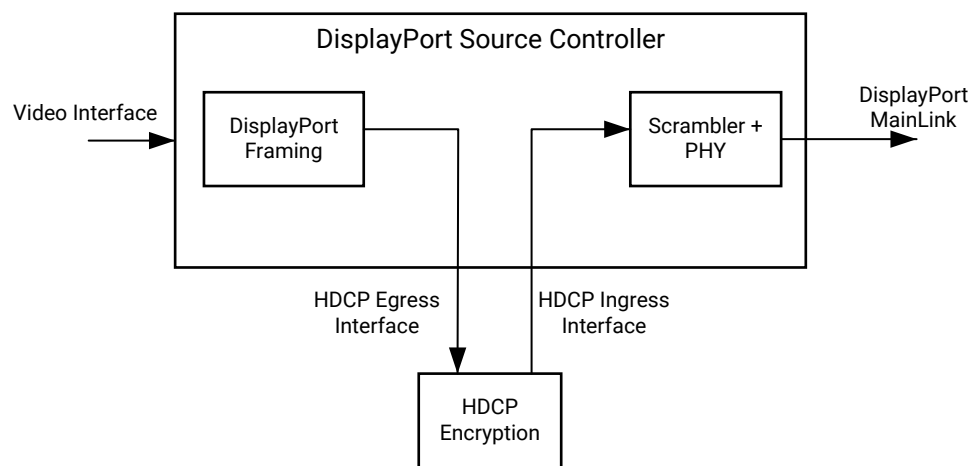 DisplayPort Source Controller
Video Interface
DisplayPort
Framing
Scrambler +
PHY
DisplayPort
MainLink
HDCP Egress
Interface
HDCP Ingress
Interface
HDCP
Encryption